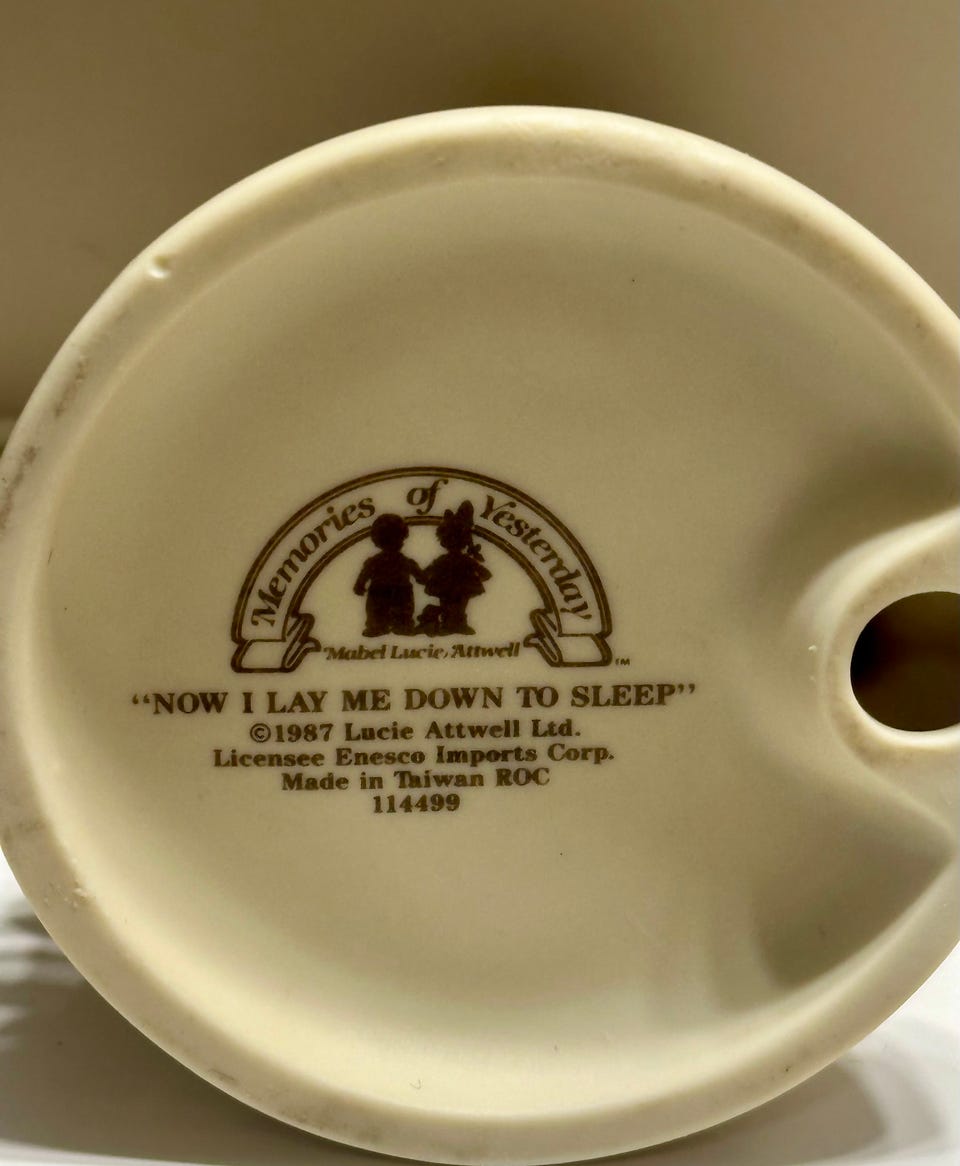 Memories of Yesterday
Mabel Lucie Attwell
TM
“NOW I LAY ME DOWN TO SLEEP”
©1987 Lucie Attwell Ltd.
Licensee Enesco Imports Corp.
Made in Taiwan ROC
114499